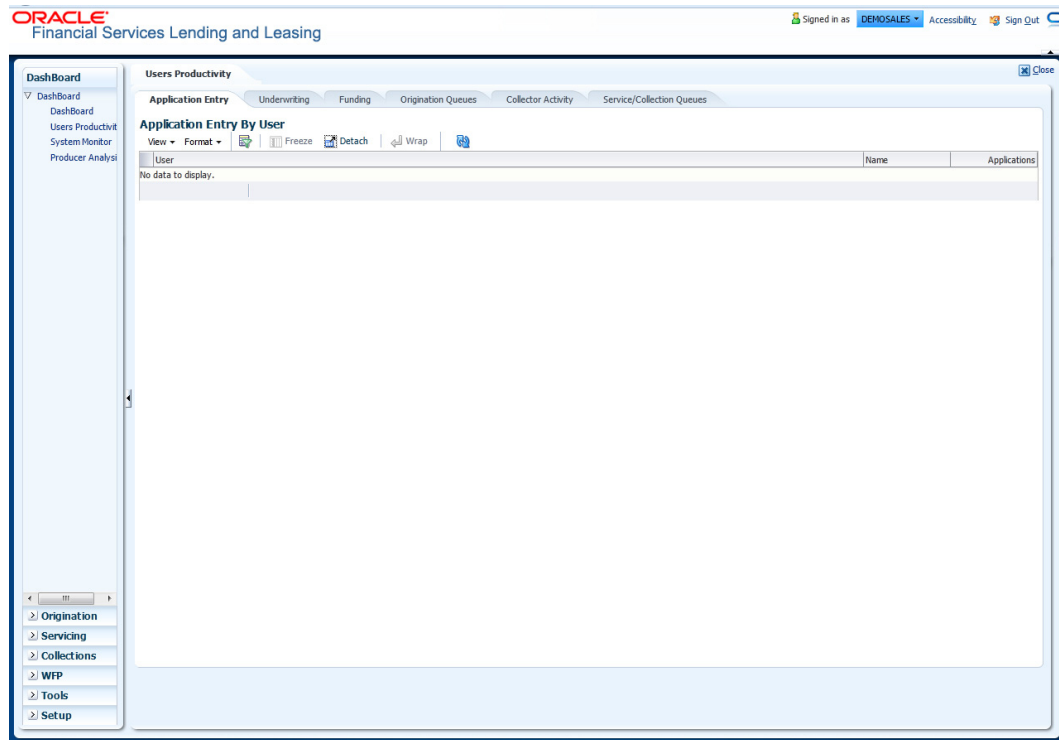 ORACLE
Financial Services Lending and Leasing
Signed in as DEMOSALES Accessibility Sign Out
DashBoard
DashBoard
DashBoard
Users Productivit
System Monitor
Producer Analysi
Users Productivity
Close
Application Entry Underwriting Funding Origination Queues Collector Activity Service/Collection Queues
Application Entry By User
View Format Freeze Detach Wrap
User Name Applications
No data to display.
Origination
Servicing
Collections
WFP
Tools
Setup